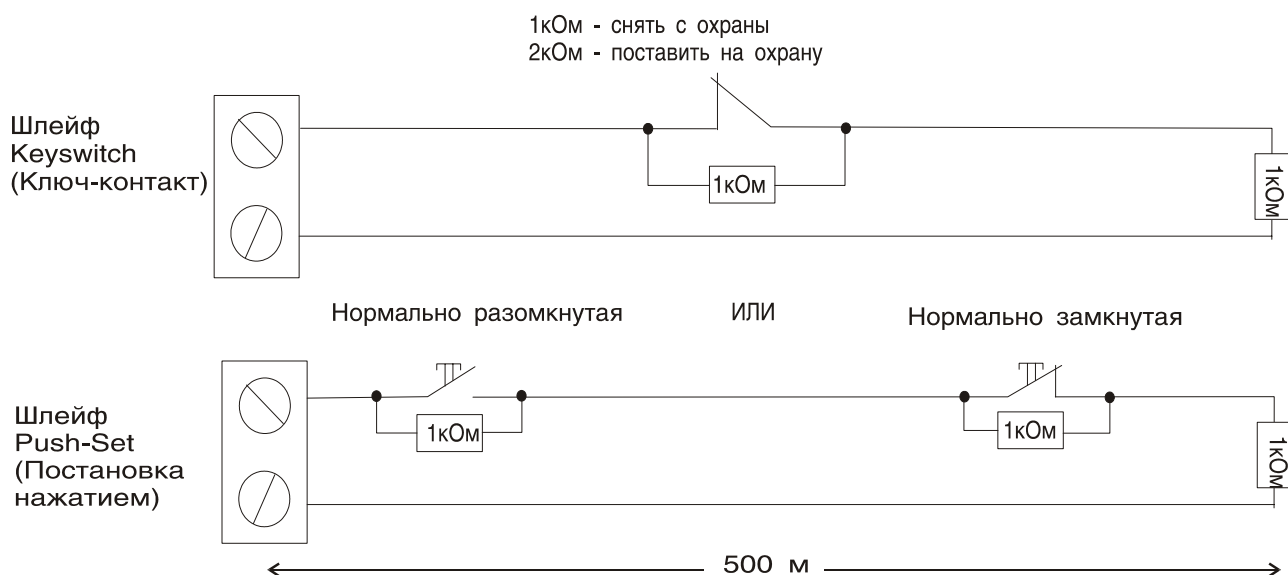 1кОм - снять с охраны
2кОм - поставить на охрану
Шлейф
Keyswitch
(Ключ-контакт)
1кОм
1кОм
Нормально разомкнутая
ИЛИ
Нормально замкнутая
Шлейф
Push-Set
(Постановка
нажатием)
1кОм
1кОм
1кОм
500 м